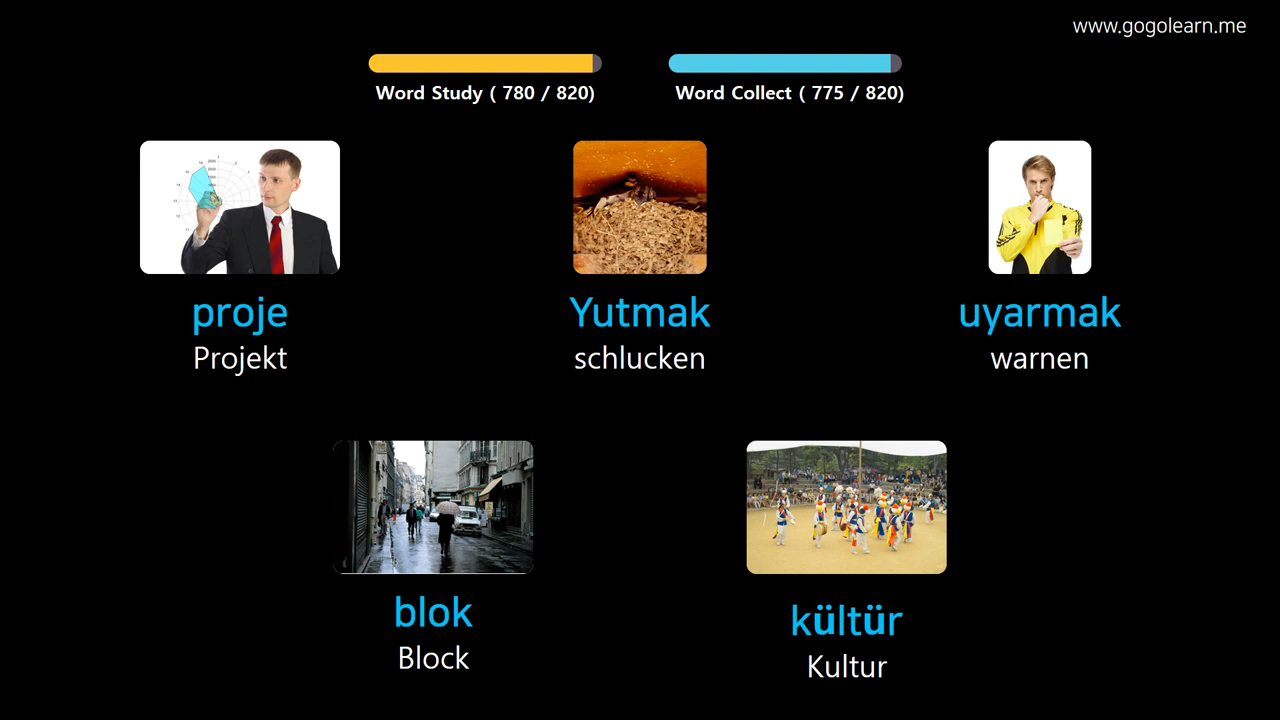 www.gogolearn.me
Word Study ( 780 / 820)
Word Collect ( 775 / 820)
proje
Projekt
Yutmak
schlucken
uyarmak
warnen
blok
Block
kültür
Kultur